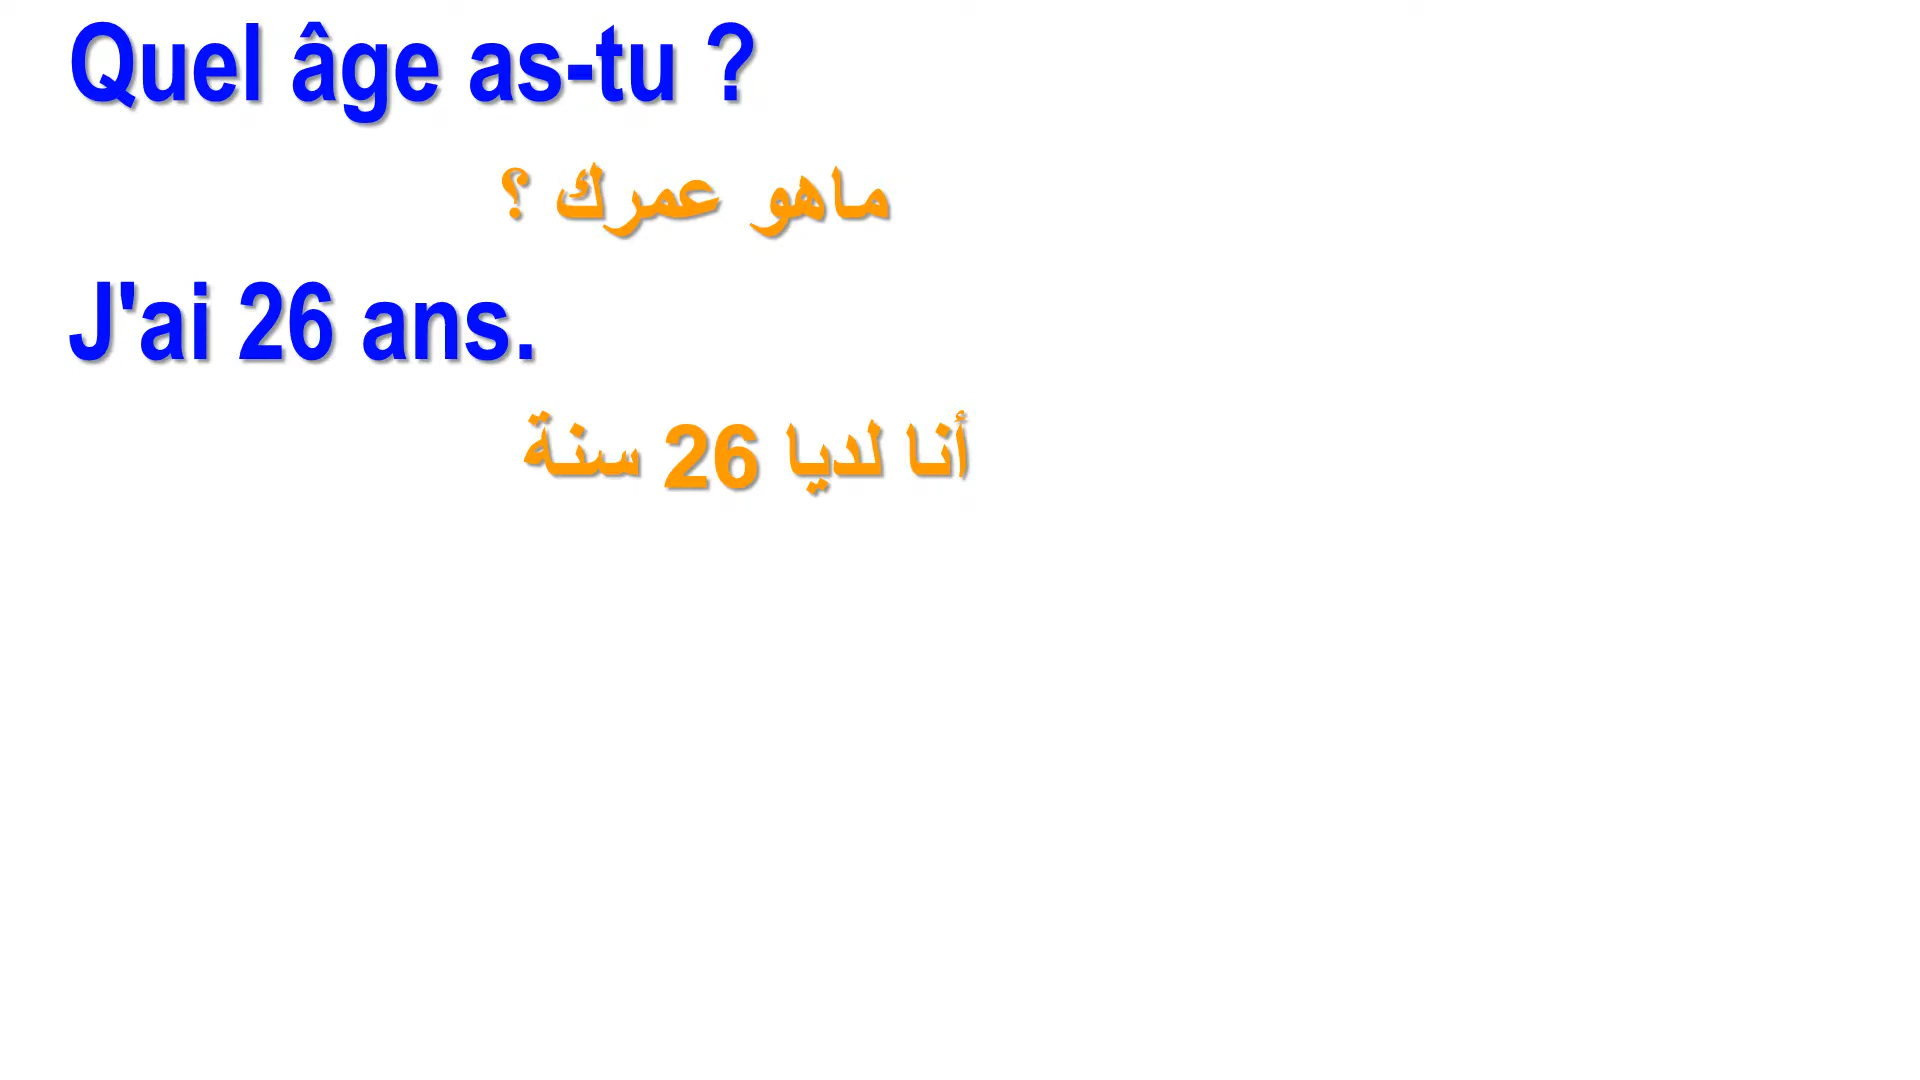 Quel âge as-tu ?
ماهو عمرك ؟
J'ai 26 ans.
أنا لديا 26 سنة